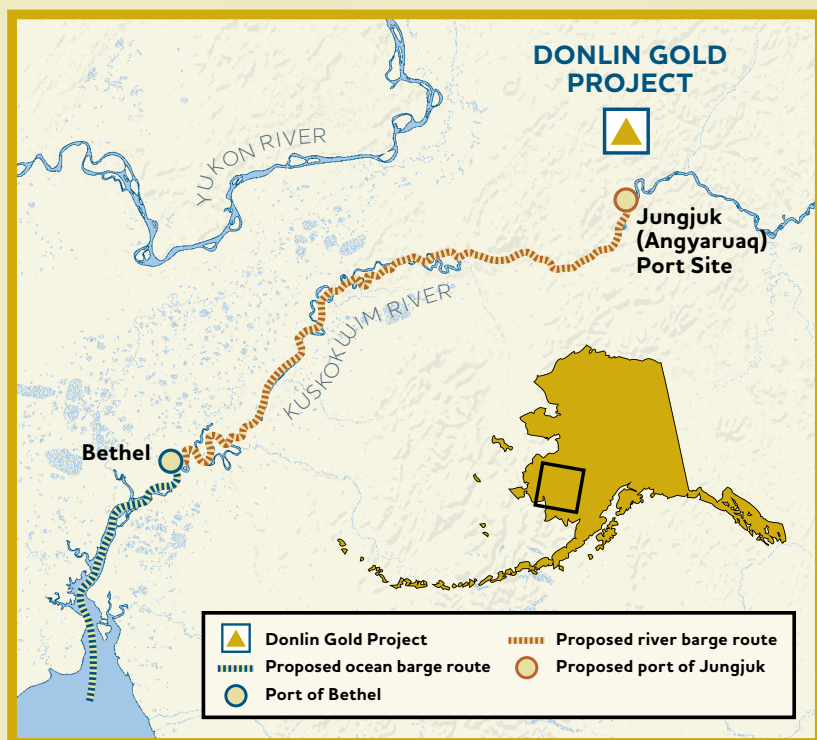 DONLIN GOLD
PROJECT
YUKON RIVER
Jungjuk
(Angyaruaq)
Port Site
KUSKOKWIM RIVER
Bethel
Donlin Gold Project
Proposed river barge route
Proposed ocean barge route
Proposed port of Jungjuk
Port of Bethel